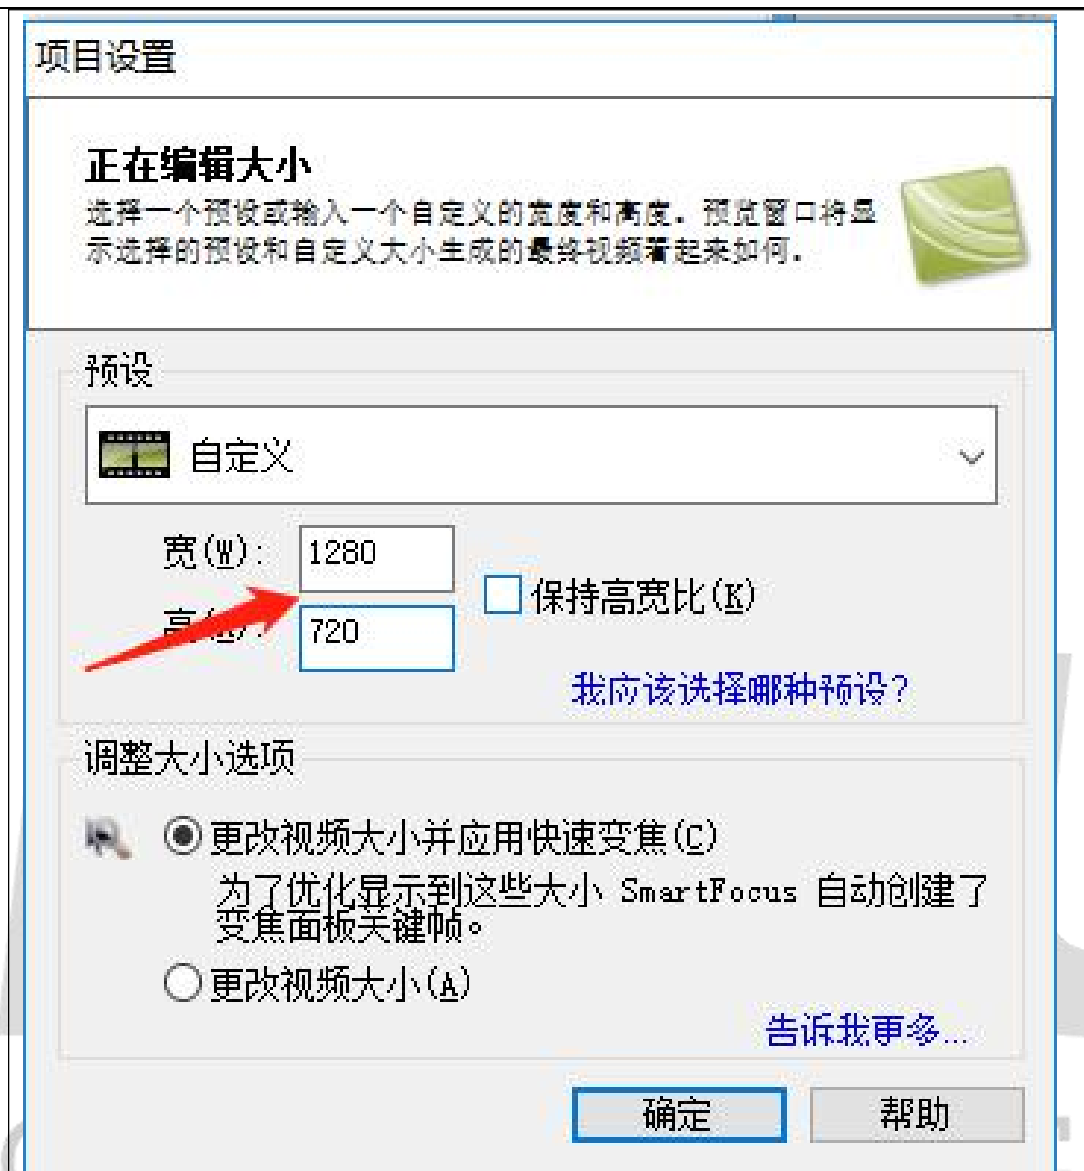 项目设置
正在编辑大小
选择一个预设或输入一个自定义的宽度和高度。预览窗口将显
示选择的预设和自定义大小生成的最终视频看起来如何。
预设
自定义
宽(W): 1280
保持高宽比(K)
高 720
我应该选择哪种预设?
调整大小选项
更改视频大小并应用快速变焦(C)
为了优化显示到这些大小 SmartFocus 自动创建了
变焦面板关键帧。
更改视频大小(A)
告诉我更多...
确定 帮助